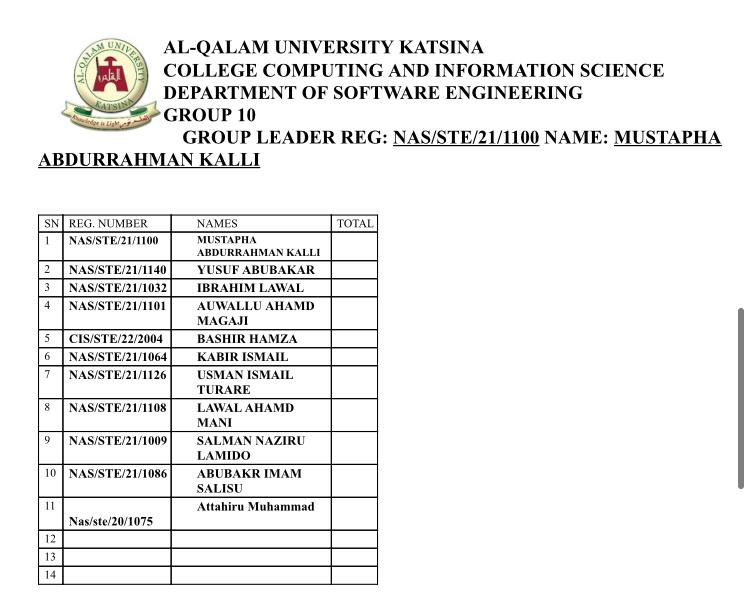 AL-QALAM UNIVERSITY KATSINA
COLLEGE COMPUTING AND INFORMATION SCIENCE
DEPARTMENT OF SOFTWARE ENGINEERING
GROUP 10
GROUP LEADER REG: NAS/STE/21/1100 NAME: MUSTAPHA
ABDURRAHMAN KALLI
AL-QALAM UNIVERSITY
القلم
KATSINA
Knowledge is Light
SN REG. NUMBER NAMES TOTAL
1 NAS/STE/21/1100 MUSTAPHA
ABDURRAHMAN KALLI
2 NAS/STE/21/1140 YUSUF ABUBAKAR
3 NAS/STE/21/1032 IBRAHIM LAWAL
4 NAS/STE/21/1101 AUWALLU AHAMD
MAGAJI
5 CIS/STE/22/2004 BASHIR HAMZA
6 NAS/STE/21/1064 KABIR ISMAIL
7 NAS/STE/21/1126 USMAN ISMAIL
TURARE
8 NAS/STE/21/1108 LAWAL AHAMD
MANI
9 NAS/STE/21/1009 SALMAN NAZIRU
LAMIDO
10 NAS/STE/21/1086 ABUBAKR IMAM
SALISU
11 Attahiru Muhammad
Nas/ste/20/1075
12
13
14